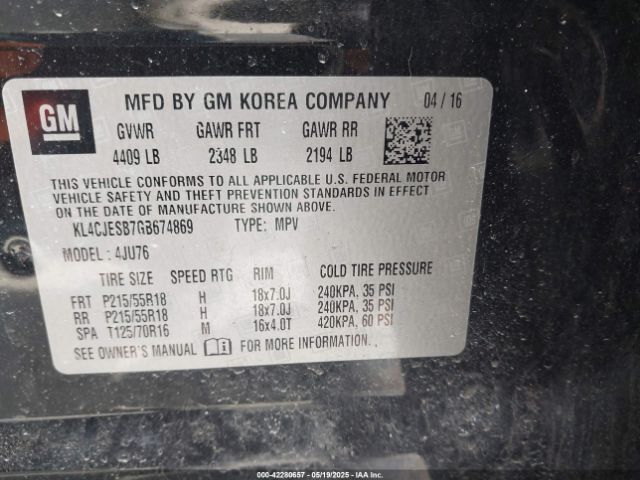 GM
MFD BY GM KOREA COMPANY 04 / 16
GVWR GAWR FRT GAWR RR
4409 LB 2348 LB 2194 LB
THIS VEHICLE CONFORMS TO ALL APPLICABLE U.S. FEDERAL MOTOR
VEHICLE SAFETY AND THEFT PREVENTION STANDARDS IN EFFECT
ON THE DATE OF MANUFACTURE SHOWN ABOVE.
KL4CJESB7GB674869 TYPE: MPV
MODEL : 4JU76
TIRE SIZE SPEED RTG RIM COLD TIRE PRESSURE
FRT P215/55R18 H 18x7.0J 240KPA, 35 PSI
RR P215/55R18 H 18x7.0J 240KPA, 35 PSI
SPA T125/70R16 M 16x4.0T 420KPA, 60 PSI
SEE OWNER'S MANUAL FOR MORE INFORMATION.
000-42280657 - 05/19/2025 - IAAI.COM